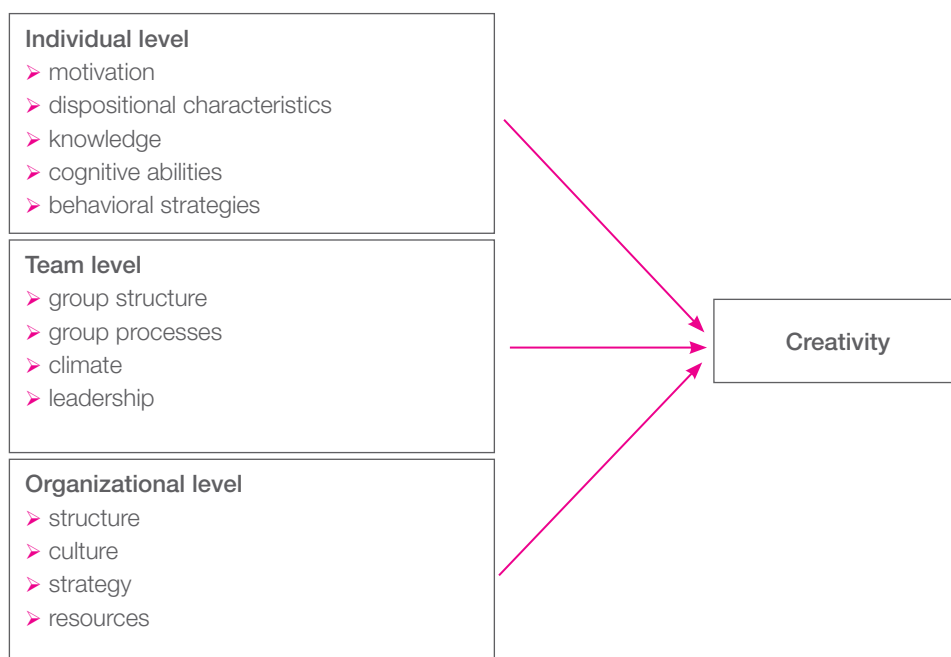 Individual level
motivation
dispositional characteristics
knowledge
cognitive abilities
behavioral strategies
Team level
group structure
group processes
climate
leadership
Organizational level
structure
culture
strategy
resources
Creativity